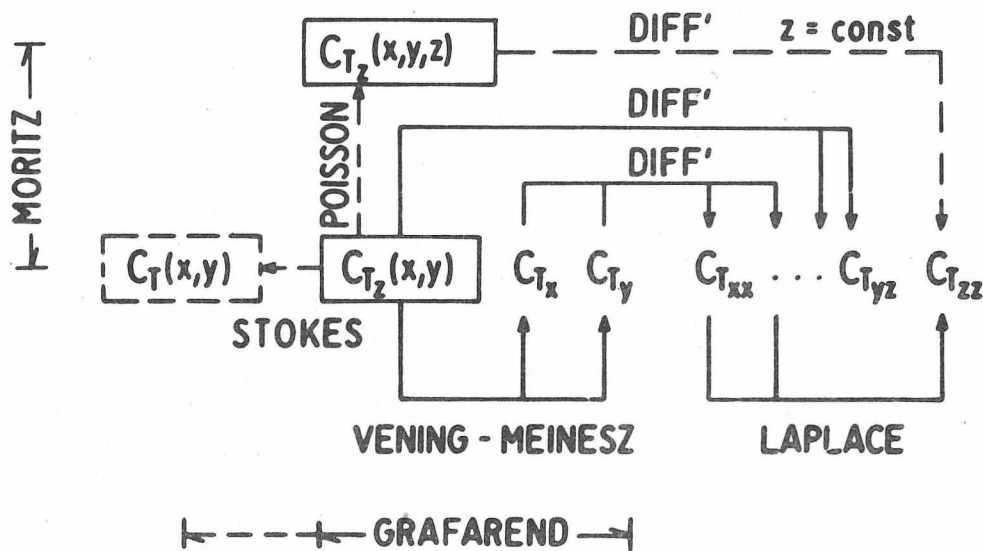 DIFF' z = const
C_Tz(x,y,z)
DIFF'
DIFF'
MORITZ
POISSON
C_T(x,y) C_Tz(x,y) C_Tx C_Ty C_Txx ... C_Tyz C_Tzz
STOKES
VENING - MEINESZ LAPLACE
GRAFAREND